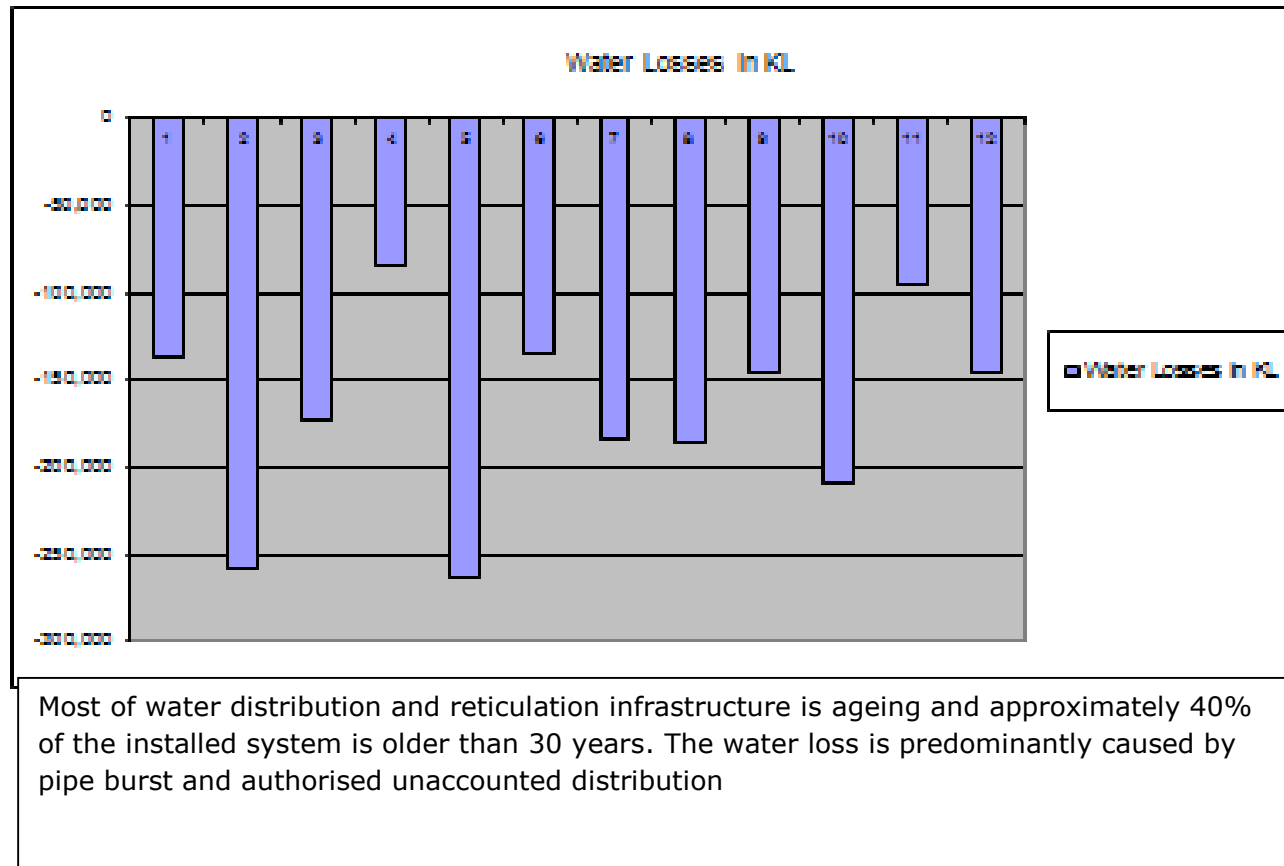 Water Losses in KL
0
1 2 3 4 5 6 7 8 9 10 11 12
-50,000
-100,000
-150,000
-200,000
-250,000
-300,000
Water Losses in KL
Most of water distribution and reticulation infrastructure is ageing and approximately 40%
of the installed system is older than 30 years. The water loss is predominantly caused by
pipe burst and authorised unaccounted distribution